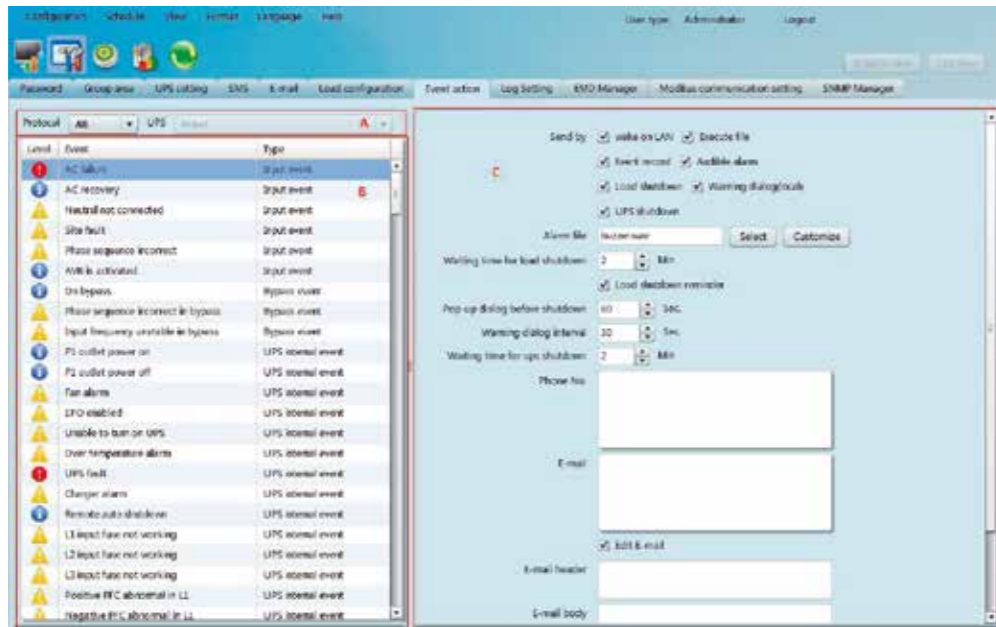 Configuration Schedule View Format Language Help
User type: Administrator Logout
Password Group area UPS cutting SMS E-mail Load configuration Event action Log Setting EMD Manager Modbus communication setting SNMP Manager
Protocol All UPS A
Level Event Type
AC failure Input event
AC recovery Input event B
Neutral not connected Input event
Site fault Input event
Phase sequence incorrect Input event
AVR is activated Input event
On bypass Bypass event
Phase sequence incorrect in bypass Bypass event
Input frequency unstable in bypass Bypass event
P1 outlet power on UPS internal event
P1 outlet power off UPS internal event
Fan alarm UPS internal event
EPO enabled UPS internal event
Unable to turn on UPS UPS internal event
Over temperature alarm UPS internal event
UPS fault UPS internal event
Charger alarm UPS internal event
Remote auto shutdown UPS internal event
L1 input fuse not working UPS internal event
L2 input fuse not working UPS internal event
L3 input fuse not working UPS internal event
Positive PFC abnormal in L1 UPS internal event
Negative PFC abnormal in L1 UPS internal event
C
Send by wake on LAN Execute file
Event record Audible alarm
Load shutdown Warning dialog(local)
UPS shutdown
Alarm file buzzer.wav Select Customize
Waiting time for load shutdown 2 Min
Load shutdown reminder
Pop-up dialog before shutdown 60 Sec.
Warning dialog interval 30 Sec.
Waiting time for ups shutdown 2 Min
Phone No.
E-mail
Edit E-mail
E-mail header
E-mail body